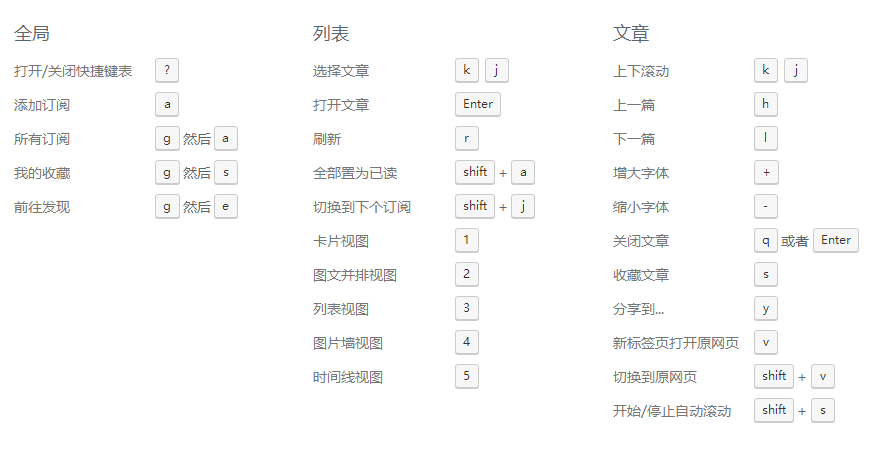 全局
打开/关闭快捷键表 ?
添加订阅 a
所有订阅 g 然后 a
我的收藏 g 然后 s
前往发现 g 然后 e
列表
选择文章 k j
打开文章 Enter
刷新 r
全部置为已读 shift + a
切换到下个订阅 shift + j
卡片视图 1
图文并排视图 2
列表视图 3
图片墙视图 4
时间线视图 5
文章
上下滚动 k j
上一篇 h
下一篇 l
增大字体 +
缩小字体 -
关闭文章 q 或者 Enter
收藏文章 s
分享到... y
新标签页打开原网页 v
切换到原网页 shift + v
开始/停止自动滚动 shift + s